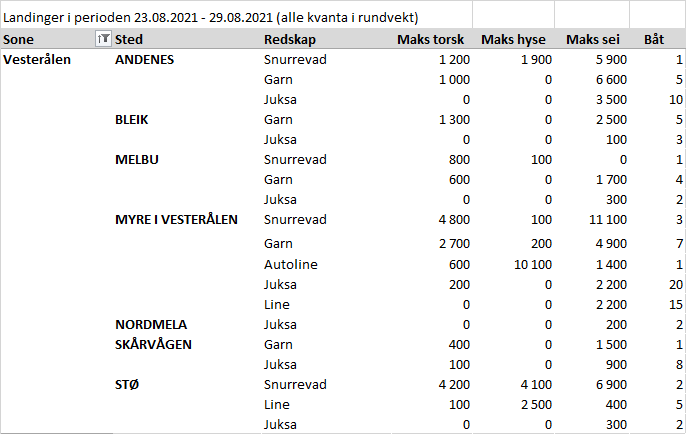 Landinger i perioden 23.08.2021 - 29.08.2021 (alle kvanta i rundvekt)
Sone Sted Redskap Maks torsk Maks hyse Maks sei Båt
Vesterålen ANDENES Snurrevad 1 200 1 900 5 900 1
Garn 1 000 0 6 600 5
Juksa 0 0 3 500 10
BLEIK Garn 1 300 0 2 500 5
Juksa 0 0 100 3
MELBU Snurrevad 800 100 0 1
Garn 600 0 1 700 4
Juksa 0 0 300 2
MYRE I VESTERÅLEN Snurrevad 4 800 100 11 100 3
Garn 2 700 200 4 900 7
Autoline 600 10 100 1 400 1
Juksa 200 0 2 200 20
Line 0 0 2 200 15
NORDMELA Juksa 0 0 200 2
SKÅRVÅGEN Garn 400 0 1 500 1
Juksa 100 0 900 8
STØ Snurrevad 4 200 4 100 6 900 2
Line 100 2 500 400 5
Juksa 0 0 300 2